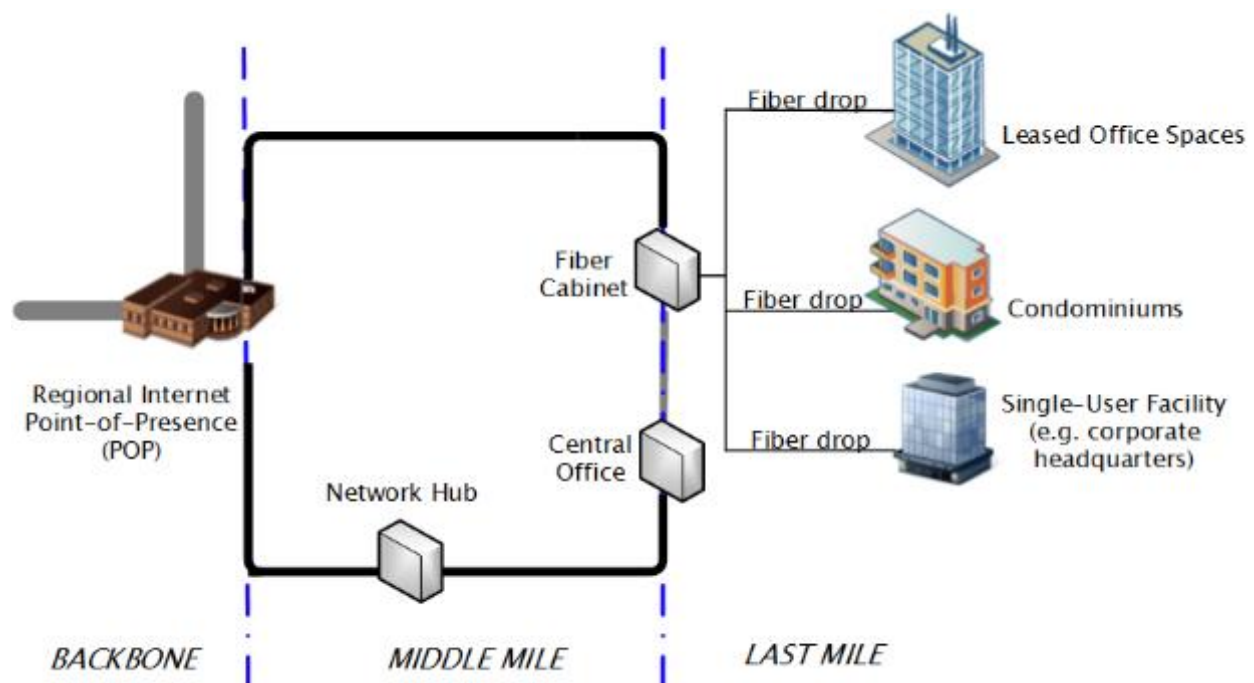 Fiber drop
Leased Office Spaces
Fiber
Cabinet
Fiber drop
Condominiums
Regional Internet
Point-of-Presence
(POP)
Central
Office
Fiber drop
Single-User Facility
(e.g. corporate
headquarters)
Network Hub
BACKBONE
MIDDLE MILE
LAST MILE